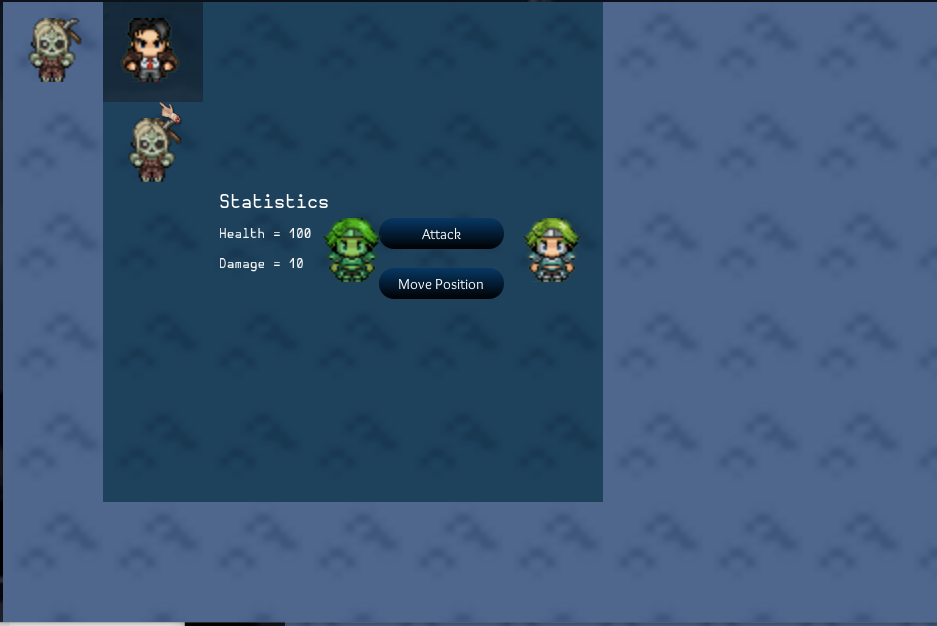 Statistics
Health = 100
Attack
Damage = 10
Move Position